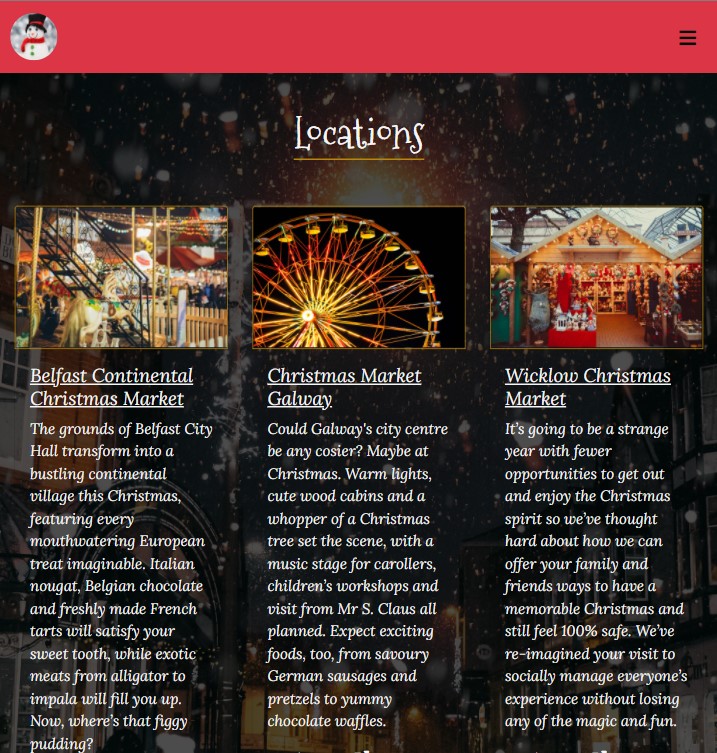 Locations
Belfast Continental
Christmas Market
The grounds of Belfast City
Hall transform into a
bustling continental
village this Christmas,
featuring every
mouthwatering European
treat imaginable. Italian
nougat, Belgian chocolate
and freshly made French
tarts will satisfy your
sweet tooth, while exotic
meats from alligator to
impala will fill you up.
Now, where's that figgy
pudding?
Christmas Market
Galway
Could Galway's city centre
be any cosier? Maybe at
Christmas. Warm lights,
cute wood cabins and a
whopper of a Christmas
tree set the scene, with a
music stage for carollers,
children’s workshops and
visit from Mr S. Claus all
planned. Expect exciting
foods, too, from savoury
German sausages and
pretzels to yummy
chocolate waffles.
Wicklow Christmas
Market
It’s going to be a strange
year with fewer
opportunities to get out
and enjoy the Christmas
spirit so we’ve thought
hard about how we can
offer your family and
friends ways to have a
memorable Christmas and
still feel 100% safe. We’ve
re-imagined your visit to
socially manage everyone’s
experience without losing
any of the magic and fun.